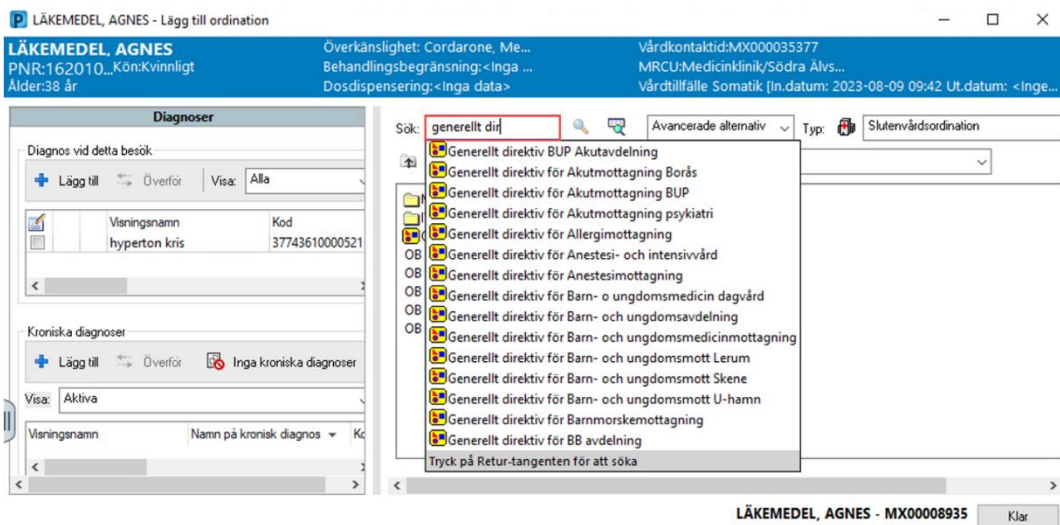 LÄKEMEDEL, AGNES - Lägg till ordination
LÄKEMEDEL, AGNES
PNR:162010...Kön:Kvinnligt
Ålder:38 år
Överkänslighet: Cordarone, Me...
Behandlingsbegränsning:<Inga ...
Dosdispensering:<Inga data>
Vårdkontaktid:MX000035377
MRCU:Medicinklinik/Södra Älvs...
Vårdtillfälle Somatik [In.datum: 2023-08-09 09:42 Ut.datum: <Inge...
Diagnoser
Diagnos vid detta besök
Lägg till Överför Visa: Alla
Visningsnamn Kod
hyperton kris 37743610000521
Kroniska diagnoser
Lägg till Överför Inga kroniska diagnoser
Visa: Aktiva
Visningsnamn Namn på kronisk diagnos Kc
Sök: generellt dir Avancerade alternativ Typ: Slutenvårdsordination
Generellt direktiv BUP Akutavdelning
Generellt direktiv för Akutmottagning Borås
Generellt direktiv för Akutmottagning BUP
Generellt direktiv för Akutmottagning psykiatri
Generellt direktiv för Allergimottagning
OB Generellt direktiv för Anestesi- och intensivvård
OB Generellt direktiv för Anestesimottagning
OB Generellt direktiv för Barn- o ungdomsmedicin dagvård
OB Generellt direktiv för Barn- och ungdomsavdelning
OB Generellt direktiv för Barn- och ungdomsmedicinmottagning
Generellt direktiv för Barn- och ungdomsmott Lerum
Generellt direktiv för Barn- och ungdomsmott Skene
Generellt direktiv för Barn- och ungdomsmott U-hamn
Generellt direktiv för Barnmorskemottagning
Generellt direktiv för BB avdelning
Tryck på Retur-tangenten för att söka
LÄKEMEDEL, AGNES - MX00008935 Klar